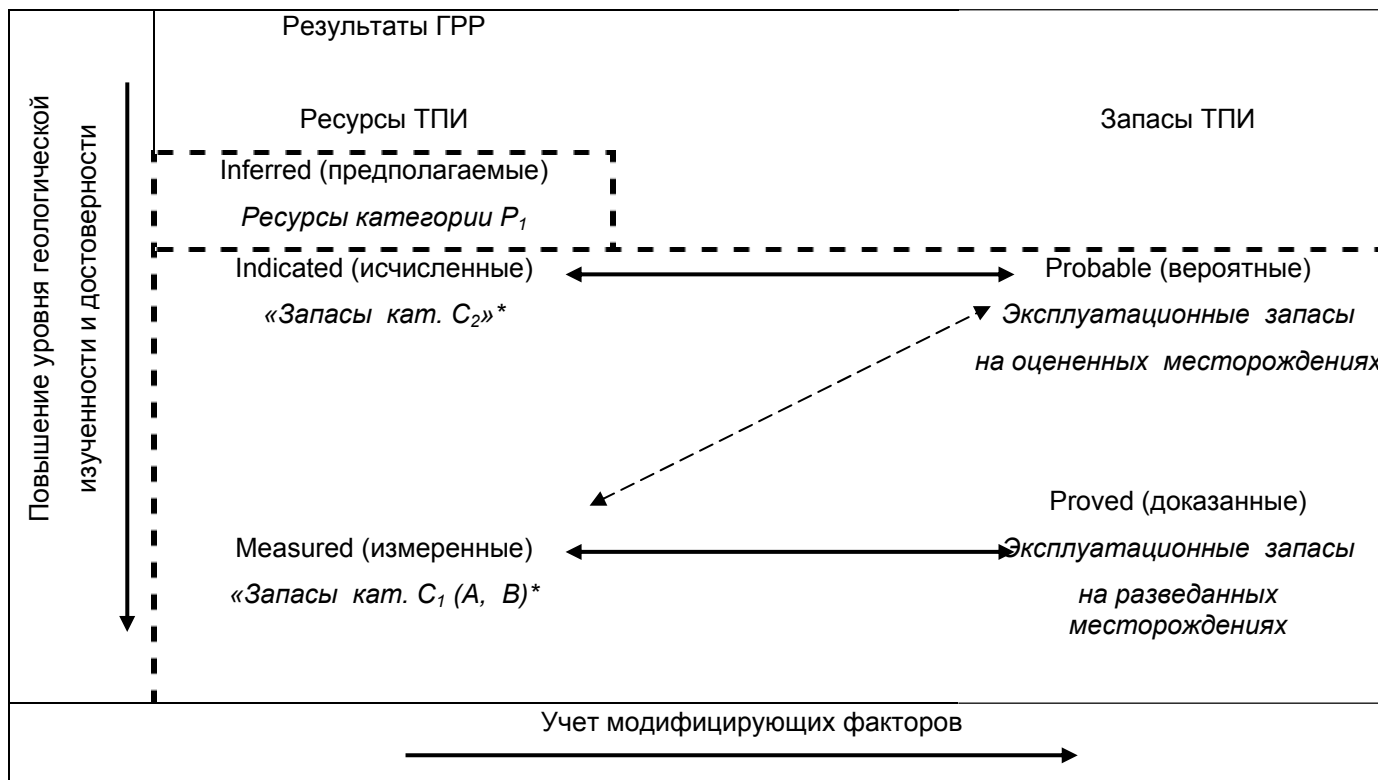 Результаты ГРР
Повышение уровня геологической
изученности и достоверности
Ресурсы ТПИ
Запасы ТПИ
Inferred (предполагаемые)
Ресурсы категории P₁
Indicated (исчисленные)
«Запасы кат. C₂»*
Probable (вероятные)
Эксплуатационные запасы
на оцененных месторождениях
Measured (измеренные)
«Запасы кат. C₁ (A, B)*
Proved (доказанные)
Эксплуатационные запасы
на разведанных
месторождениях
Учет модифицирующих факторов